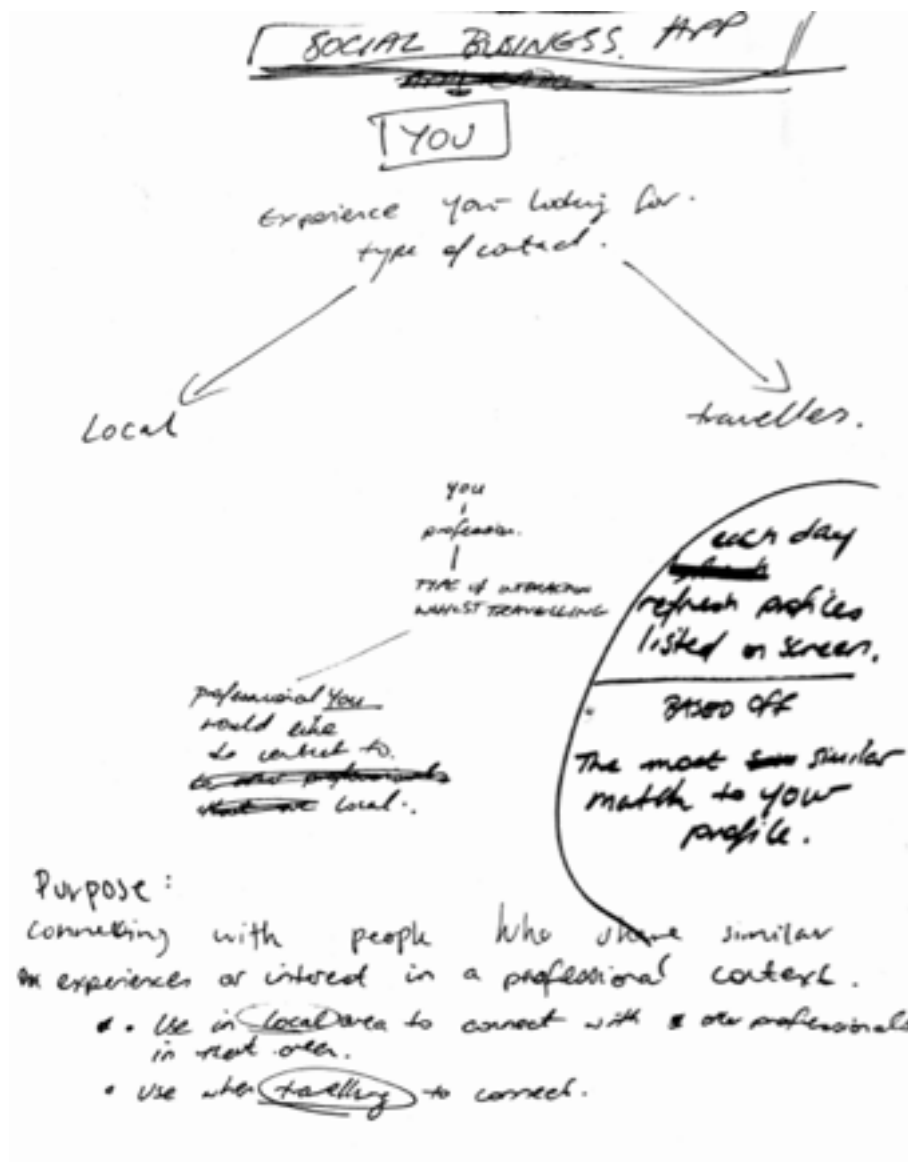 SOCIAL BUSINESS APP
YOU
Experience your looking for.
type of contact.
Local
traveller.
you
profession.
TYPE of INTERACTION
WHILST TRAVELLING
professional You
would like
to contact to.
local.
each day
refresh profiles
listed on screen.
BASED OFF
The most similar
match to your
profile.
Purpose:
Connecting with people who share similar
experiences or interest in a professional context.
• Use in local area to connect with other professionals
in that area.
• Use when travelling to connect.